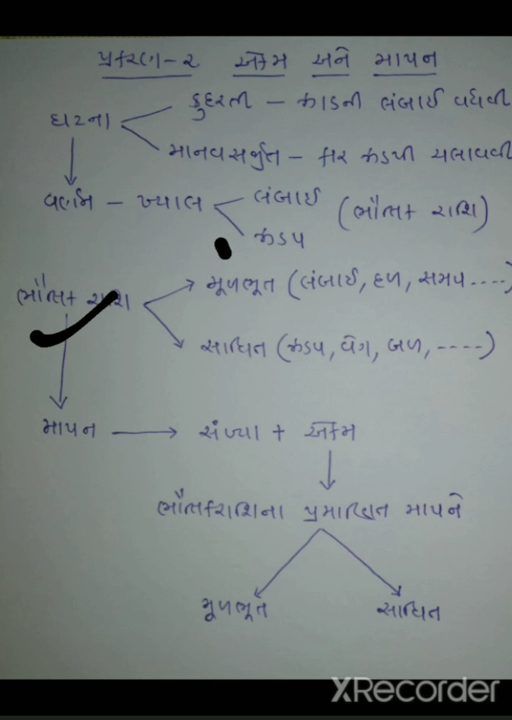 પ્રકરણ-૨ એકમ અને માપન
ઘટના
કુદરતી - ઝાડની લંબાઈ વધવી
માનવસર્જીત - કાર ઝડપી ચલાવવી
વર્ણન - ખ્યાલ
લંબાઈ
ઝડપ
(ભૌતિક રાશિ)
ભૌતિક રાશિ
મૂળભૂત (લંબાઈ, દળ, સમય ----)
સાધિત (ઝડપ, વેગ, બળ, ----)
માપન → સંખ્યા + એકમ
ભૌતિકરાશિના પ્રમાણિત માપને
મૂળભૂત સાધિત
XRecorder